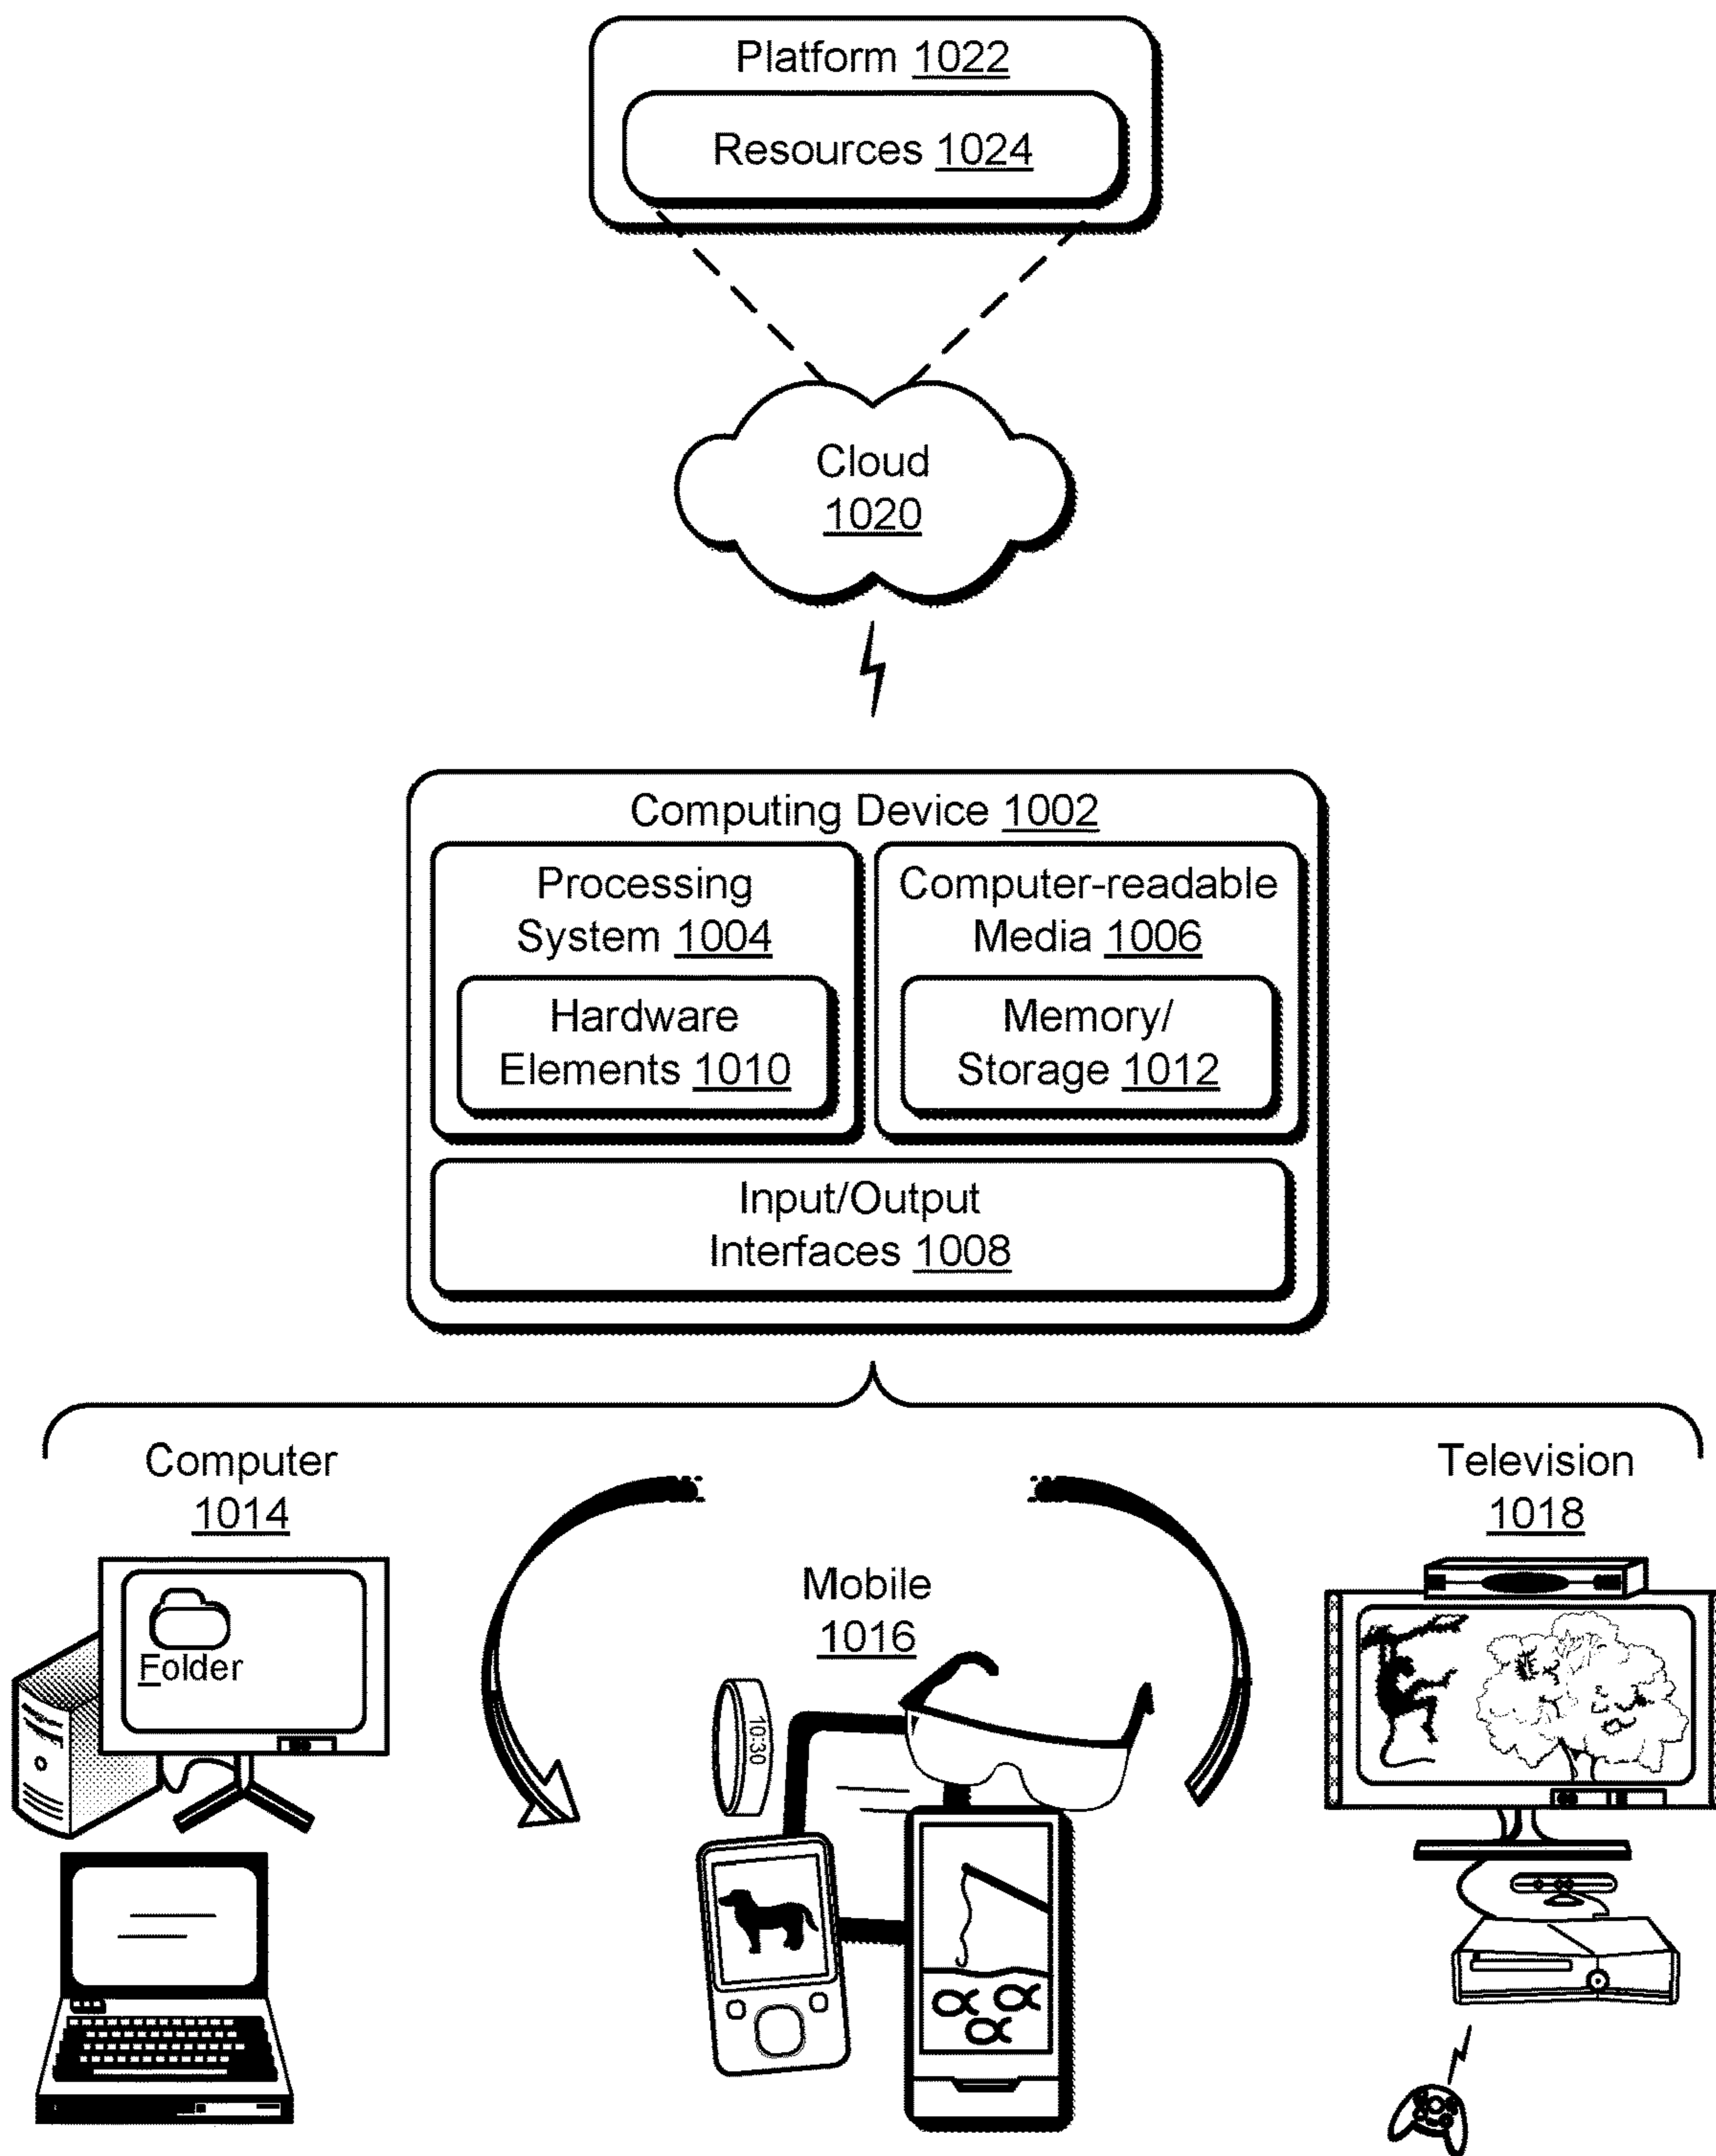 Platform 1022
Resources 1024
Cloud
1020
Computing Device 1002
Processing
System 1004
Hardware
Elements 1010
Computer-readable
Media 1006
Memory/
Storage 1012
Input/Output
Interfaces 1008
Computer
1014
Folder
Mobile
1016
10:30
Television
1018